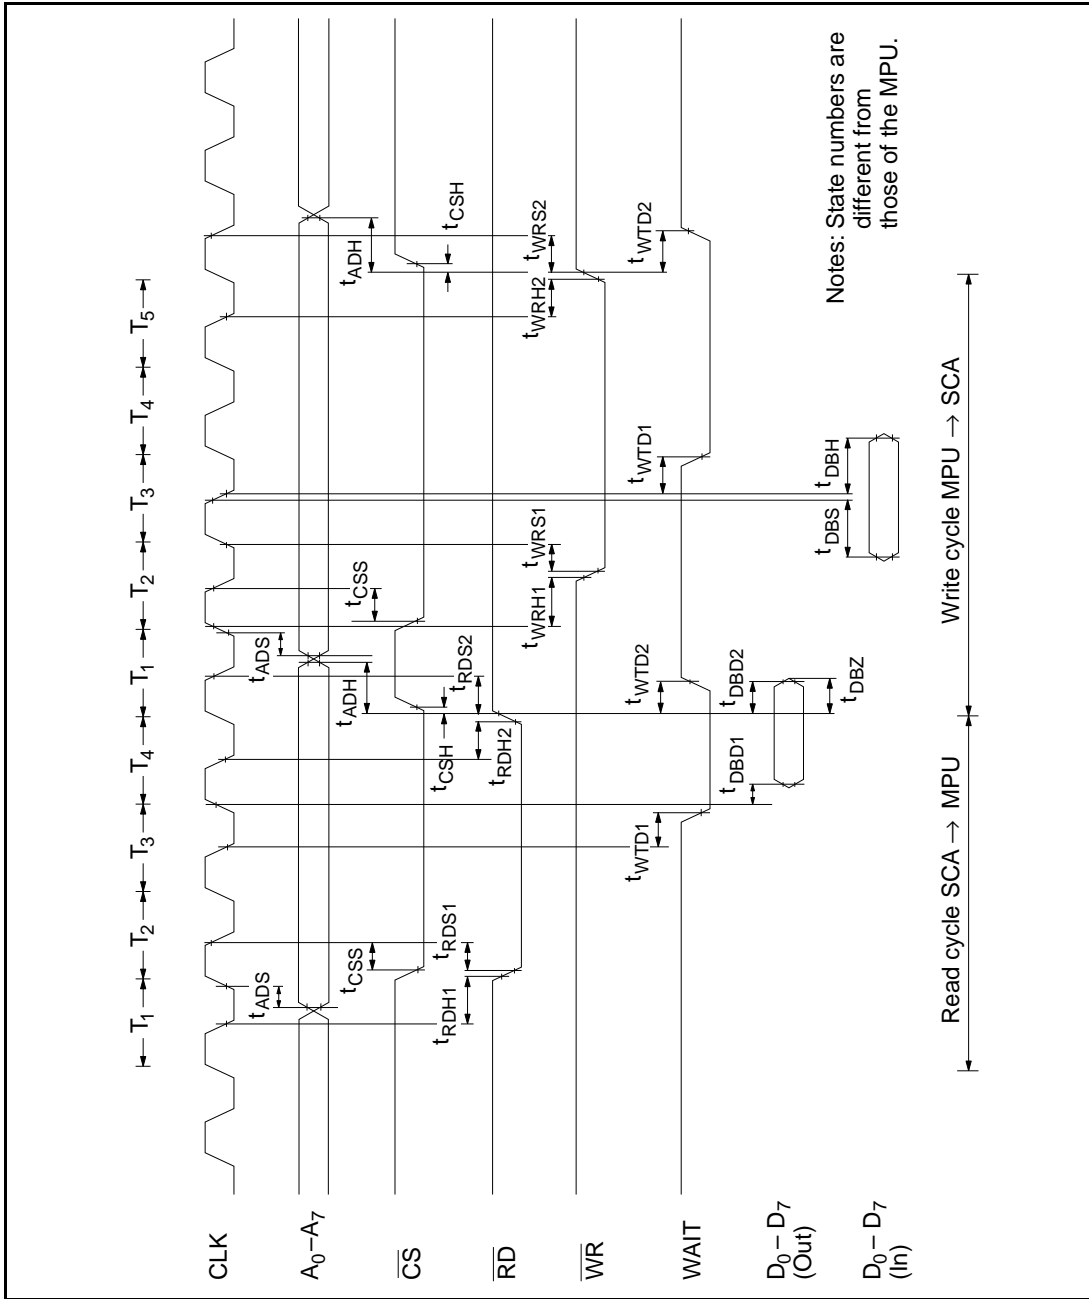 T1 T2 T3 T4 T1 T2 T3 T4 T5
CLK
tADS tADS
A0–A7
tADH tADH
tCSS tCSS
CS
tCSH tCSH
tRDH1 tRDS1 tRDH2 tRDS2
RD
tWRH1 tWRS1 tWRH2 tWRS2
WR
tWTD1 tWTD2 tWTD1 tWTD2
WAIT
tDBD1 tDBD2
D0 – D7
(Out)
tDBZ
tDBS tDBH
D0 – D7
(In)
Read cycle SCA → MPU Write cycle MPU → SCA
Notes: State numbers are
different from
those of the MPU.